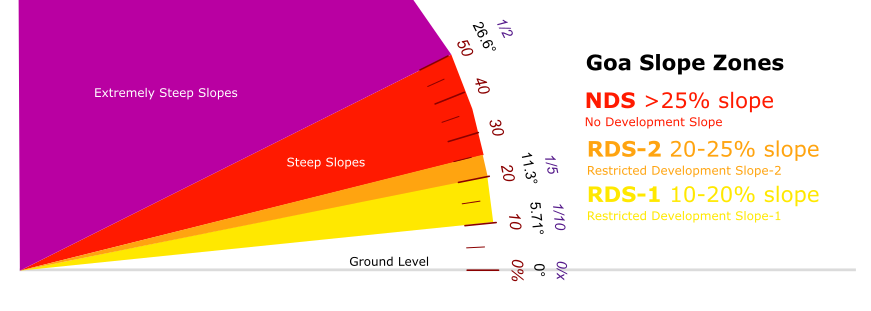 Extremely Steep Slopes
Steep Slopes
Ground Level
50 26.6° 1/2
40
30
20 11.3° 1/5
10 5.71° 1/10
0% 0° 0/x
Goa Slope Zones
NDS >25% slope
No Development Slope
RDS-2 20-25% slope
Restricted Development Slope-2
RDS-1 10-20% slope
Restricted Development Slope-1